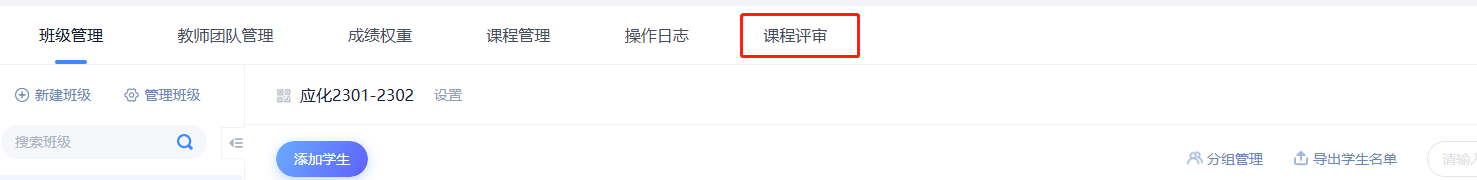 班级管理 教师团队管理 成绩权重 课程管理 操作日志 课程评审
新建班级 管理班级 应化2301-2302 设置
搜索班级
添加学生 分组管理 导出学生名单 请输入